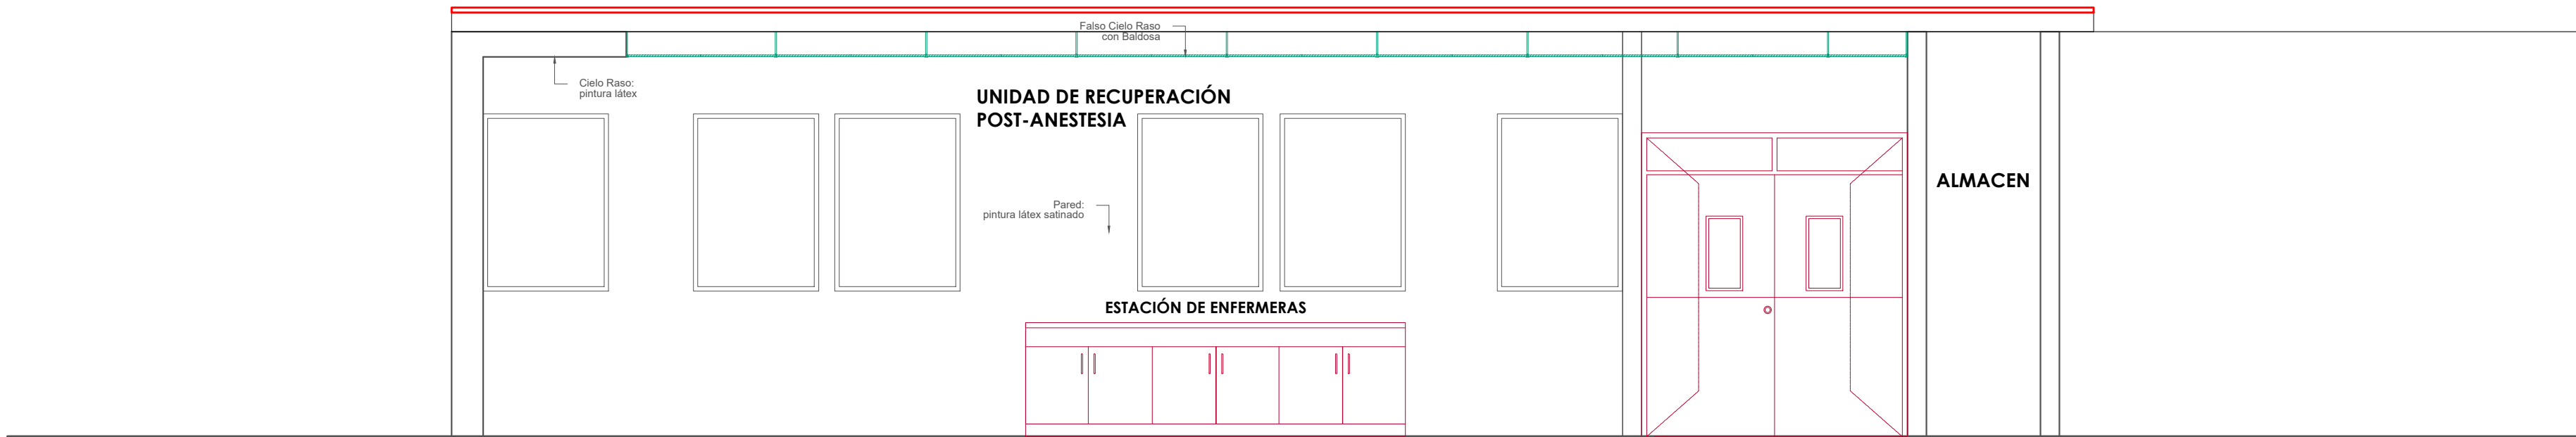 Falso Cielo Raso
con Baldosa
Cielo Raso:
pintura látex
UNIDAD DE RECUPERACIÓN
POST-ANESTESIA
Pared:
pintura látex satinado
ALMACEN
ESTACIÓN DE ENFERMERAS